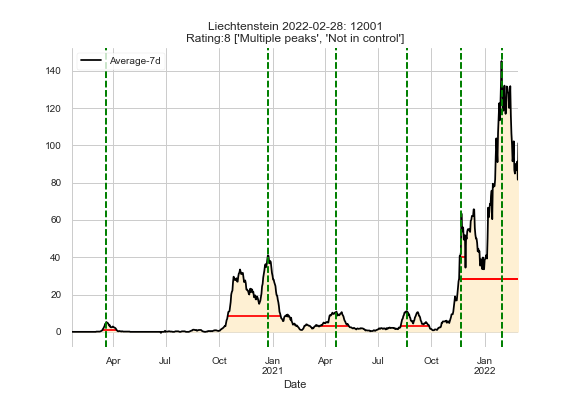 Liechtenstein 2022-02-28: 12001
Rating:8 ['Multiple peaks', 'Not in control']
Average-7d
140
120
100
80
60
40
20
0
Apr Jul Oct Jan Apr Jul Oct Jan
2021 2022
Date